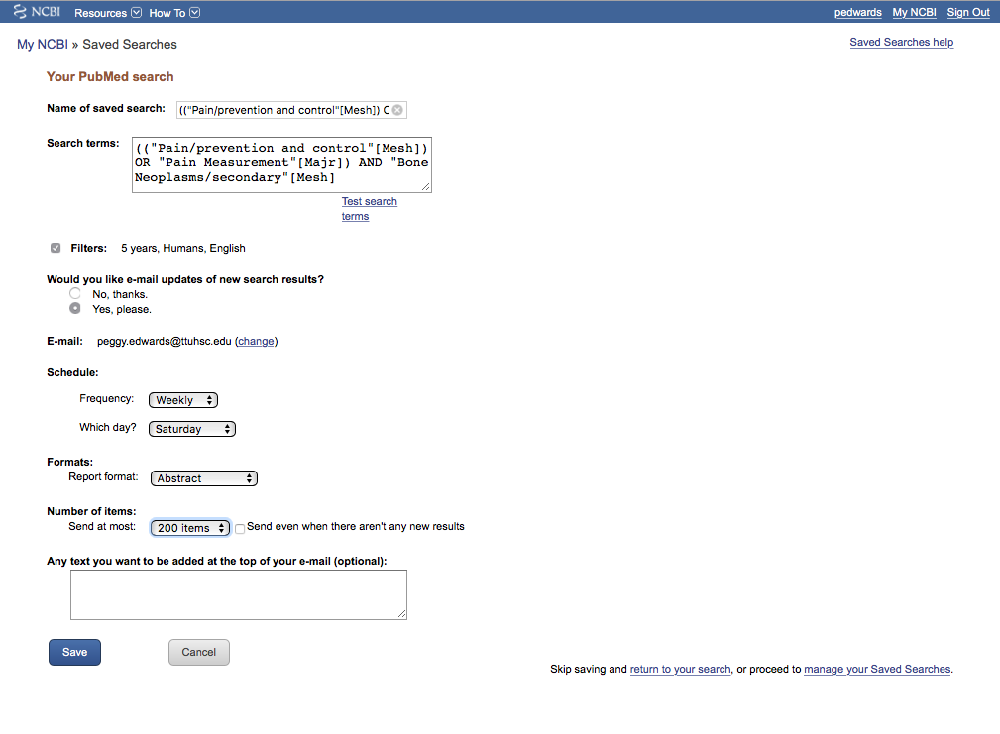 NCBI Resources How To pedwards My NCBI Sign Out
My NCBI » Saved Searches Saved Searches help
Your PubMed search
Name of saved search: (("Pain/prevention and control"[Mesh]) O
Search terms: (("Pain/prevention and control"[Mesh])
OR "Pain Measurement"[Majr]) AND "Bone
Neoplasms/secondary"[Mesh]
Test search
terms
Filters: 5 years, Humans, English
Would you like e-mail updates of new search results?
No, thanks.
Yes, please.
E-mail: peggy.edwards@ttuhsc.edu (change)
Schedule:
Frequency: Weekly
Which day? Saturday
Formats:
Report format: Abstract
Number of items:
Send at most: 200 items Send even when there aren't any new results
Any text you want to be added at the top of your e-mail (optional):
Save Cancel
Skip saving and return to your search, or proceed to manage your Saved Searches.